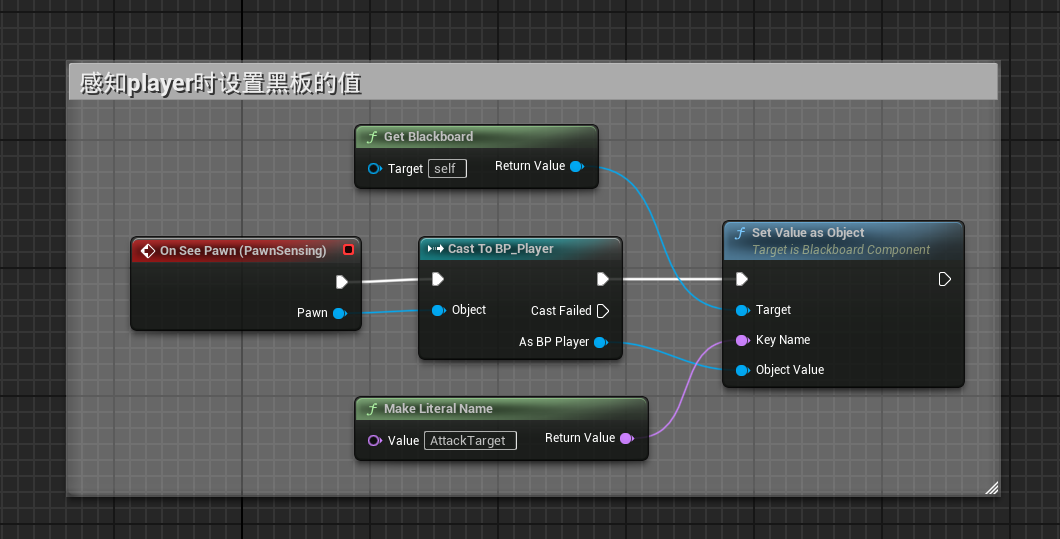 感知player时设置黑板的值
Get Blackboard
Target self Return Value
On See Pawn (PawnSensing)
Pawn
Cast To BP_Player
Object Cast Failed
As BP Player
Set Value as Object
Target is Blackboard Component
Target
Key Name
Object Value
Make Literal Name
Value AttackTarget Return Value